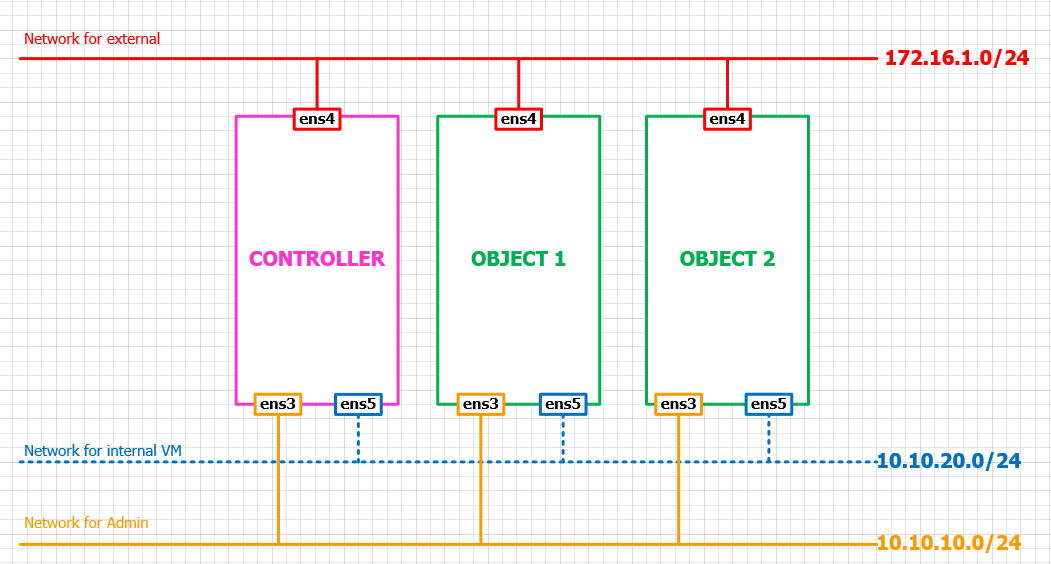 Network for external
172.16.1.0/24
ens4
ens4
ens4
CONTROLLER
OBJECT 1
OBJECT 2
ens3
ens5
ens3
ens5
ens3
ens5
Network for internal VM
10.10.20.0/24
Network for Admin
10.10.10.0/24